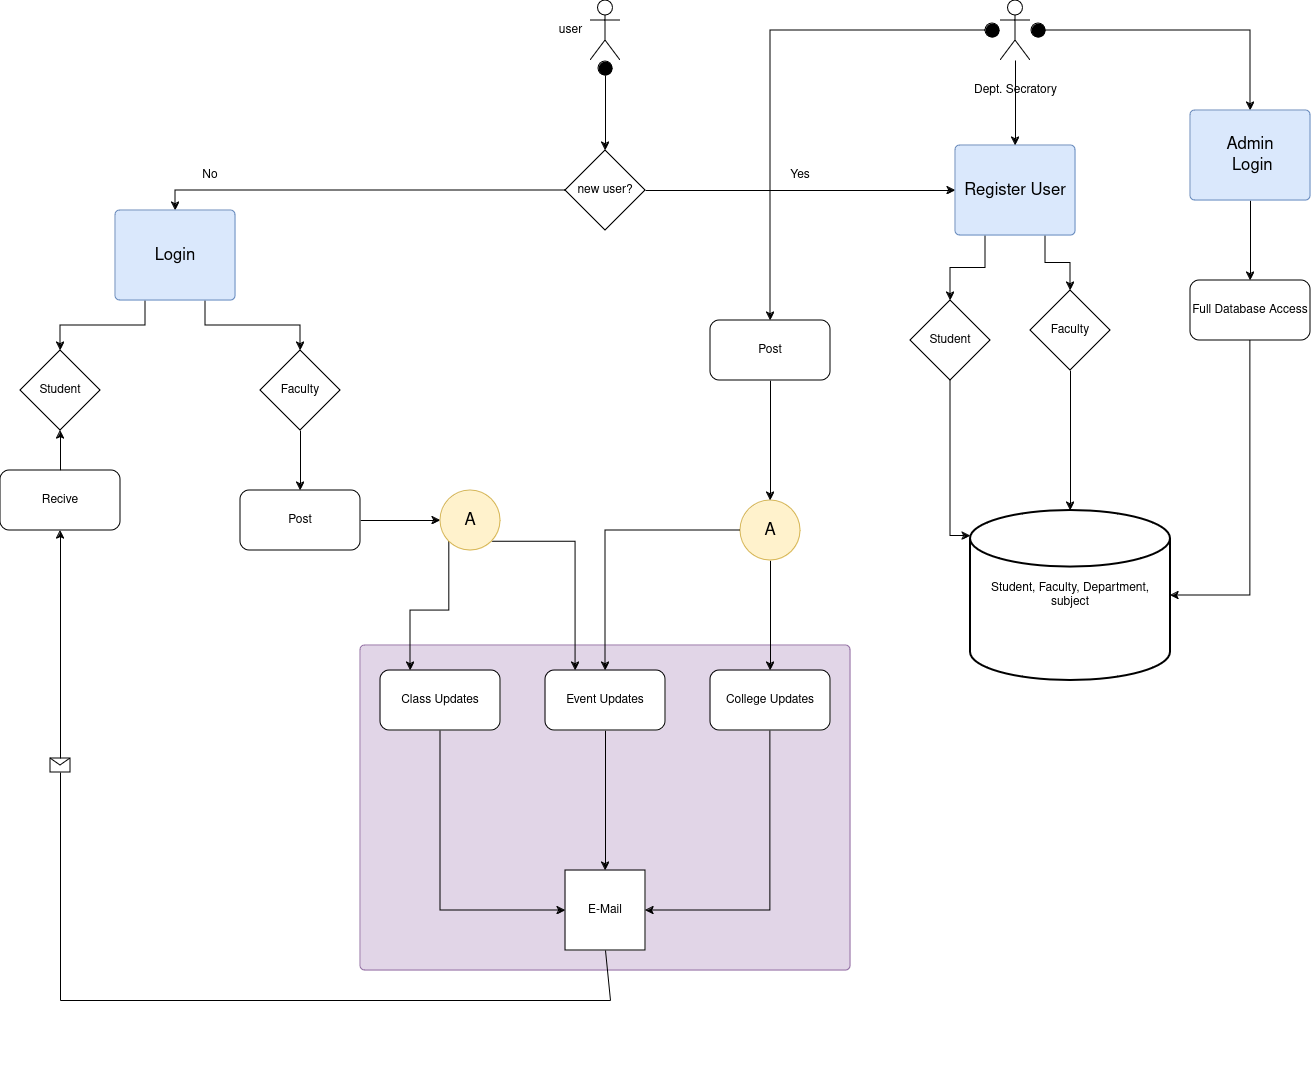 user
Dept. Secratory
new user?
No
Yes
Register User
Admin
Login
Login
Full Database Access
Student
Faculty
Post
Student
Faculty
Recive
Post
A
A
Student, Faculty, Department,
subject
Class Updates
Event Updates
College Updates
E-Mail